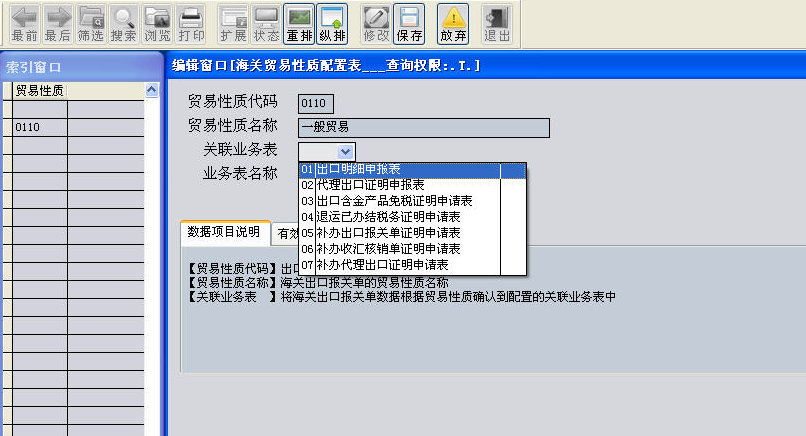 最前 最后 筛选 搜索 浏览 打印 扩展 状态 重排 纵排 修改 保存 放弃 退出
索引窗口
编辑窗口[海关贸易性质配置表___查询权限:.T.]
贸易性质
0110
贸易性质代码 0110
贸易性质名称 一般贸易
关联业务表
业务表名称
01 出口明细申报表
02 代理出口证明申报表
03 出口含金产品免税证明申请表
04 退运已办结税务证明申请表
05 补办出口报关单证明申请表
06 补办收汇核销单证明申请表
07 补办代理出口证明申请表
数据项目说明 有效
【贸易性质代码】出口
【贸易性质名称】海关出口报关单的贸易性质名称
【关联业务表 】将海关出口报关单数据根据贸易性质确认到配置的关联业务表中